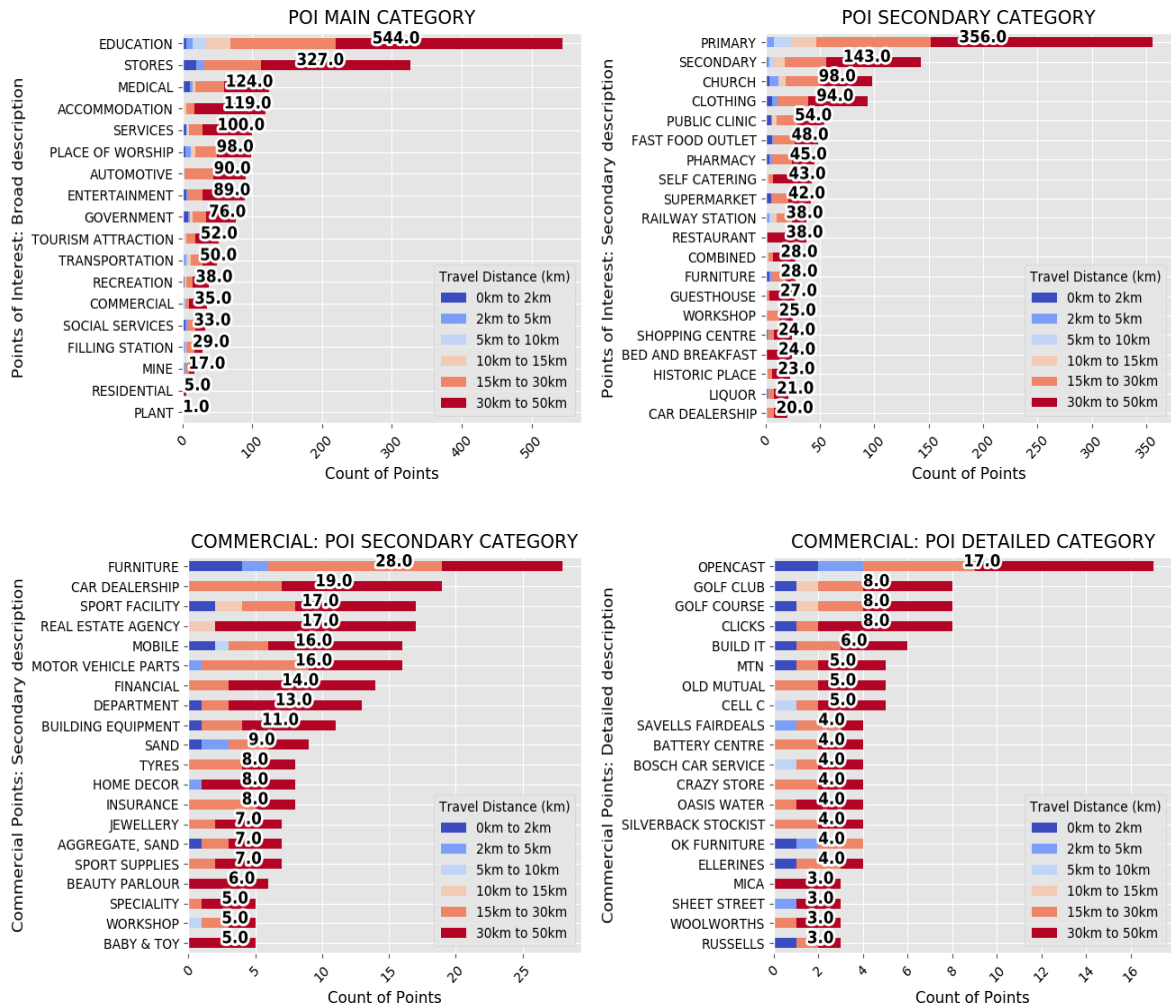 POI MAIN CATEGORY
Points of Interest: Broad description
EDUCATION 544.0
STORES 327.0
MEDICAL 124.0
ACCOMMODATION 119.0
SERVICES 100.0
PLACE OF WORSHIP 98.0
AUTOMOTIVE 90.0
ENTERTAINMENT 89.0
GOVERNMENT 76.0
TOURISM ATTRACTION 52.0
TRANSPORTATION 50.0
RECREATION 38.0
COMMERCIAL 35.0
SOCIAL SERVICES 33.0
FILLING STATION 29.0
MINE 17.0
RESIDENTIAL 5.0
PLANT 1.0
Travel Distance (km)
0km to 2km
2km to 5km
5km to 10km
10km to 15km
15km to 30km
30km to 50km
0 100 200 300 400 500
Count of Points
POI SECONDARY CATEGORY
Points of Interest: Secondary description
PRIMARY 356.0
SECONDARY 143.0
CHURCH 98.0
CLOTHING 94.0
PUBLIC CLINIC 54.0
FAST FOOD OUTLET 48.0
PHARMACY 45.0
SELF CATERING 43.0
SUPERMARKET 42.0
RAILWAY STATION 38.0
RESTAURANT 38.0
COMBINED 28.0
FURNITURE 28.0
GUESTHOUSE 27.0
WORKSHOP 25.0
SHOPPING CENTRE 24.0
BED AND BREAKFAST 24.0
HISTORIC PLACE 23.0
LIQUOR 21.0
CAR DEALERSHIP 20.0
Travel Distance (km)
0km to 2km
2km to 5km
5km to 10km
10km to 15km
15km to 30km
30km to 50km
0 50 100 150 200 250 300 350
Count of Points
COMMERCIAL: POI SECONDARY CATEGORY
Commercial Points: Secondary description
FURNITURE 28.0
CAR DEALERSHIP 19.0
SPORT FACILITY 17.0
REAL ESTATE AGENCY 17.0
MOBILE 16.0
MOTOR VEHICLE PARTS 16.0
FINANCIAL 14.0
DEPARTMENT 13.0
BUILDING EQUIPMENT 11.0
SAND 9.0
TYRES 8.0
HOME DECOR 8.0
INSURANCE 8.0
JEWELLERY 7.0
AGGREGATE, SAND 7.0
SPORT SUPPLIES 7.0
BEAUTY PARLOUR 6.0
SPECIALITY 5.0
WORKSHOP 5.0
BABY & TOY 5.0
Travel Distance (km)
0km to 2km
2km to 5km
5km to 10km
10km to 15km
15km to 30km
30km to 50km
0 5 10 15 20 25
Count of Points
COMMERCIAL: POI DETAILED CATEGORY
Commercial Points: Detailed description
OPENCAST 17.0
GOLF CLUB 8.0
GOLF COURSE 8.0
CLICKS 8.0
BUILD IT 6.0
MTN 5.0
OLD MUTUAL 5.0
CELL C 5.0
SAVELLS FAIRDEALS 4.0
BATTERY CENTRE 4.0
BOSCH CAR SERVICE 4.0
CRAZY STORE 4.0
OASIS WATER 4.0
SILVERBACK STOCKIST 4.0
OK FURNITURE 4.0
ELLERINES 4.0
MICA 3.0
SHEET STREET 3.0
WOOLWORTHS 3.0
RUSSELLS 3.0
Travel Distance (km)
0km to 2km
2km to 5km
5km to 10km
10km to 15km
15km to 30km
30km to 50km
0 2 4 6 8 10 12 14 16
Count of Points